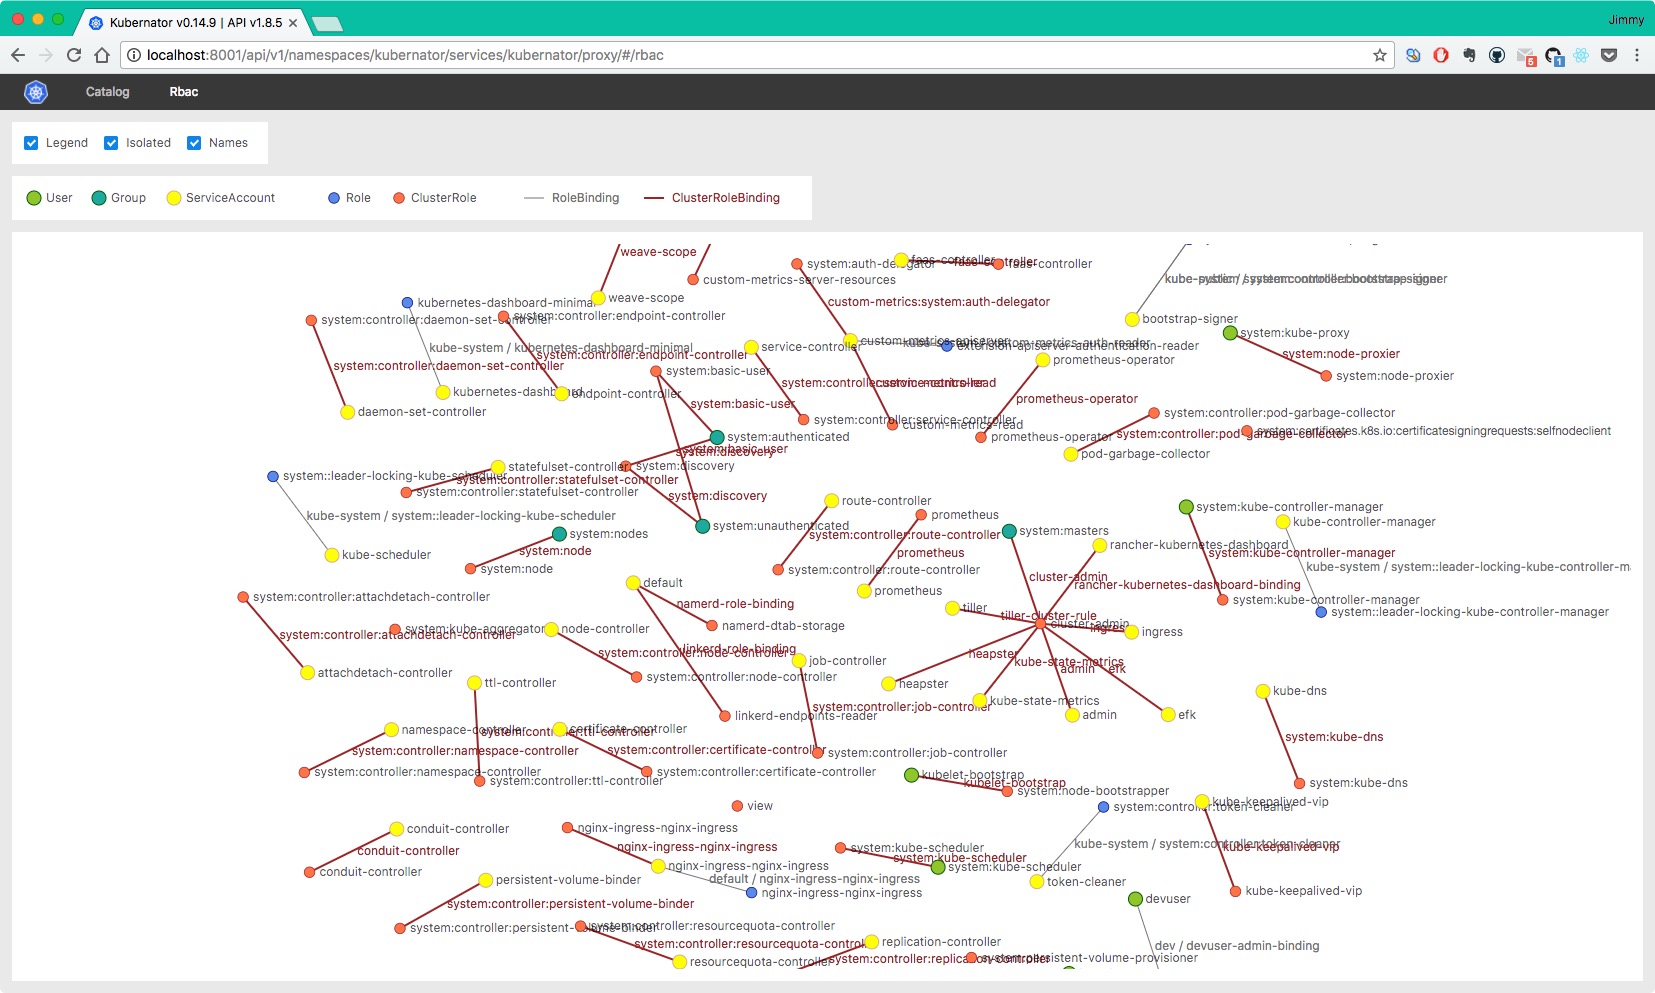 Kubernator v0.14.9 | API v1.8.5
Jimmy
localhost:8001/api/v1/namespaces/kubernator/services/kubernator/proxy/#/rbac
5
1
Catalog
Rbac
Legend
Isolated
Names
User
Group
ServiceAccount
Role
ClusterRole
RoleBinding
ClusterRoleBinding
weave-scope
faas-controller
faas-controller
system:auth-delegator
faas-controller
custom-metrics-server-resources
kube-public / system:controller:bootstrap-signer
weave-scope
custom-metrics:system:auth-delegator
kubernetes-dashboard-minimal
system:controller:endpoint-controller
system:controller:daemon-set-controller
bootstrap-signer
system:kube-proxy
custom-metrics-apiserver
extension-apiserver-authentication-reader
kube-system / kubernetes-dashboard-minimal
service-controller
system:controller:endpoint-controller
system:node-proxier
prometheus-operator
system:controller:daemon-set-controller
system:basic-user
system:node-proxier
system:controller:service-controller
custom-metrics-read
kubernetes-dashboard
endpoint-controller
prometheus-operator
system:basic-user
daemon-set-controller
system:controller:pod-garbage-collector
system:controller:service-controller
custom-metrics-read
system:certificates.k8s.io:certificatesigningrequests:selfnodeclient
system:controller:pod-garbage-collector
system:authenticated
prometheus-operator
system:basic-user
system:discovery
pod-garbage-collector
statefulset-controller
system:discovery
system::leader-locking-kube-scheduler
system:controller:statefulset-controller
system:controller:statefulset-controller
system:discovery
route-controller
system:kube-controller-manager
kube-system / system::leader-locking-kube-scheduler
prometheus
kube-controller-manager
system:unauthenticated
system:masters
system:nodes
system:controller:route-controller
rancher-kubernetes-dashboard
system:node
kube-scheduler
prometheus
system:kube-controller-manager
system:node
system:controller:route-controller
kube-system / system::leader-locking-kube-controller-m
cluster-admin
default
rancher-kubernetes-dashboard-binding
prometheus
system:controller:attachdetach-controller
namerd-role-binding
tiller
system:kube-controller-manager
system::leader-locking-kube-controller-manager
tiller-cluster-rule
namerd-dtab-storage
cluster-admin
ingress
system:kube-aggregator
node-controller
ingress
system:controller:attachdetach-controller
linkerd-role-binding
system:controller:node-controller
heapster
job-controller
kube-state-metrics
admin
efk
attachdetach-controller
system:controller:node-controller
ttl-controller
heapster
kube-dns
kube-state-metrics
system:controller:job-controller
linkerd-endpoints-reader
admin
efk
namespace-controller
certificate-controller
system:controller:ttl-controller
system:kube-dns
system:controller:namespace-controller
system:controller:certificate-controller
system:controller:job-controller
system:controller:namespace-controller
system:controller:certificate-controller
kubelet-bootstrap
system:controller:ttl-controller
kubelet-bootstrap
system:kube-dns
system:node-bootstrapper
kube-keepalived-vip
view
system:controller:token-cleaner
conduit-controller
nginx-ingress-nginx-ingress
kube-system / system:controller:token-cleaner
nginx-ingress-nginx-ingress
system:kube-scheduler
kube-keepalived-vip
conduit-controller
system:kube-scheduler
nginx-ingress-nginx-ingress
system:kube-scheduler
conduit-controller
default / nginx-ingress-nginx-ingress
persistent-volume-binder
token-cleaner
nginx-ingress-nginx-ingress
kube-keepalived-vip
system:controller:persistent-volume-binder
devuser
system:controller:persistent-volume-binder
system:controller:resourcequota-controller
system:controller:resourcequota-control
replication-controller
dev / devuser-admin-binding
system:controller:replication-controller
system:persistent-volume-provisioner
resourcequota-controller